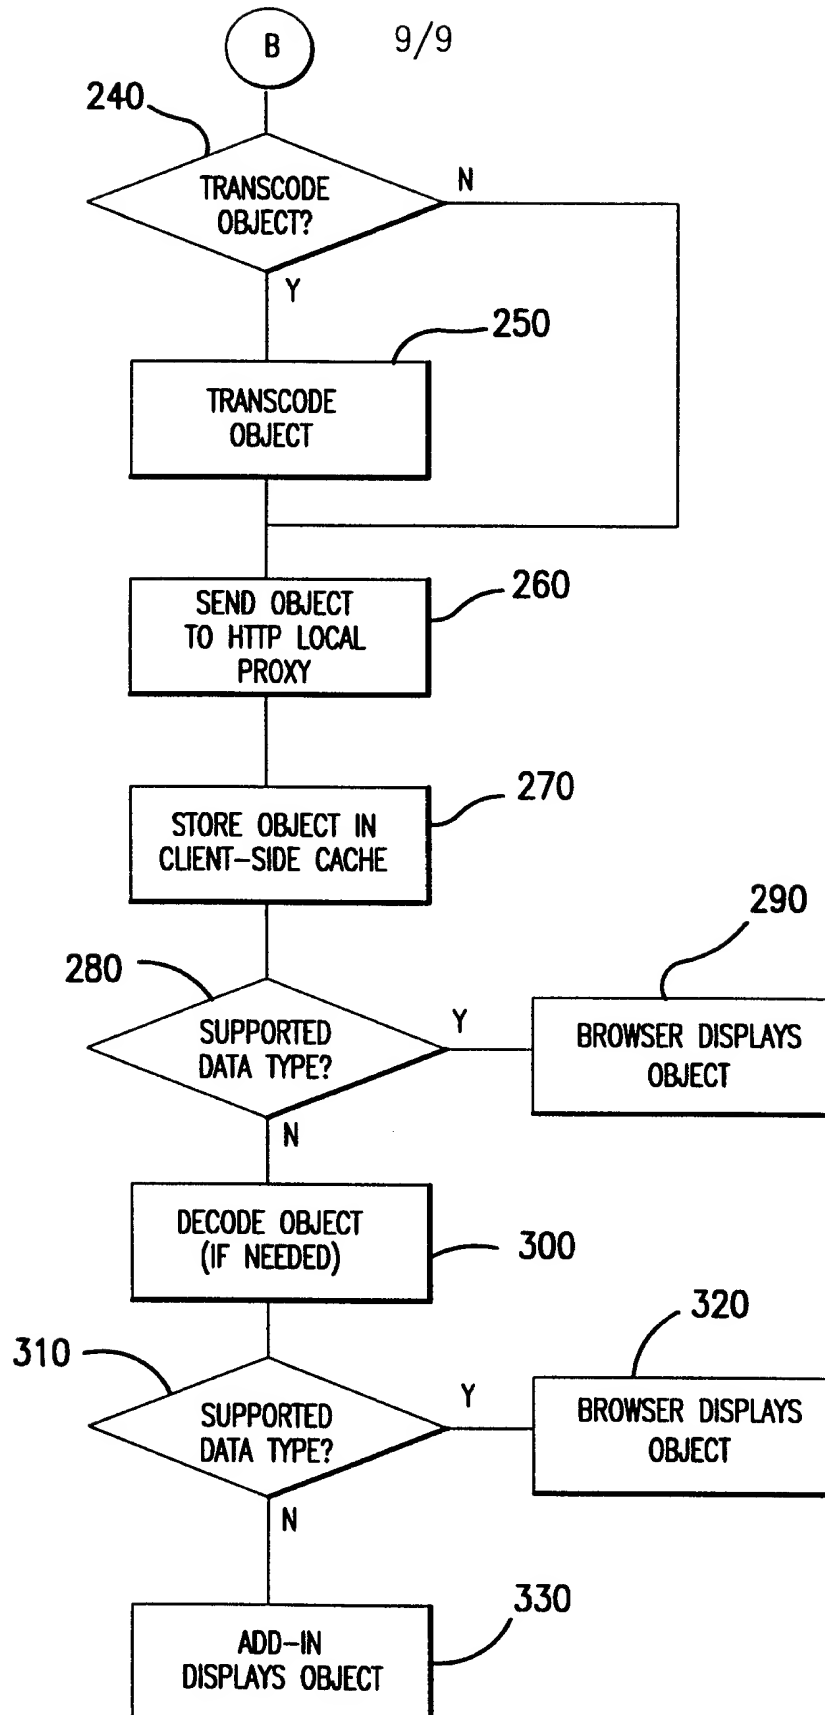 B
9/9
240
TRANSCODE
OBJECT?
N
Y
250
TRANSCODE
OBJECT
260
SEND OBJECT
TO HTTP LOCAL
PROXY
270
STORE OBJECT IN
CLIENT-SIDE CACHE
290
280
SUPPORTED
DATA TYPE?
Y
BROWSER DISPLAYS
OBJECT
N
DECODE OBJECT
(IF NEEDED)
300
320
310
SUPPORTED
DATA TYPE?
Y
BROWSER DISPLAYS
OBJECT
N
330
ADD-IN
DISPLAYS OBJECT